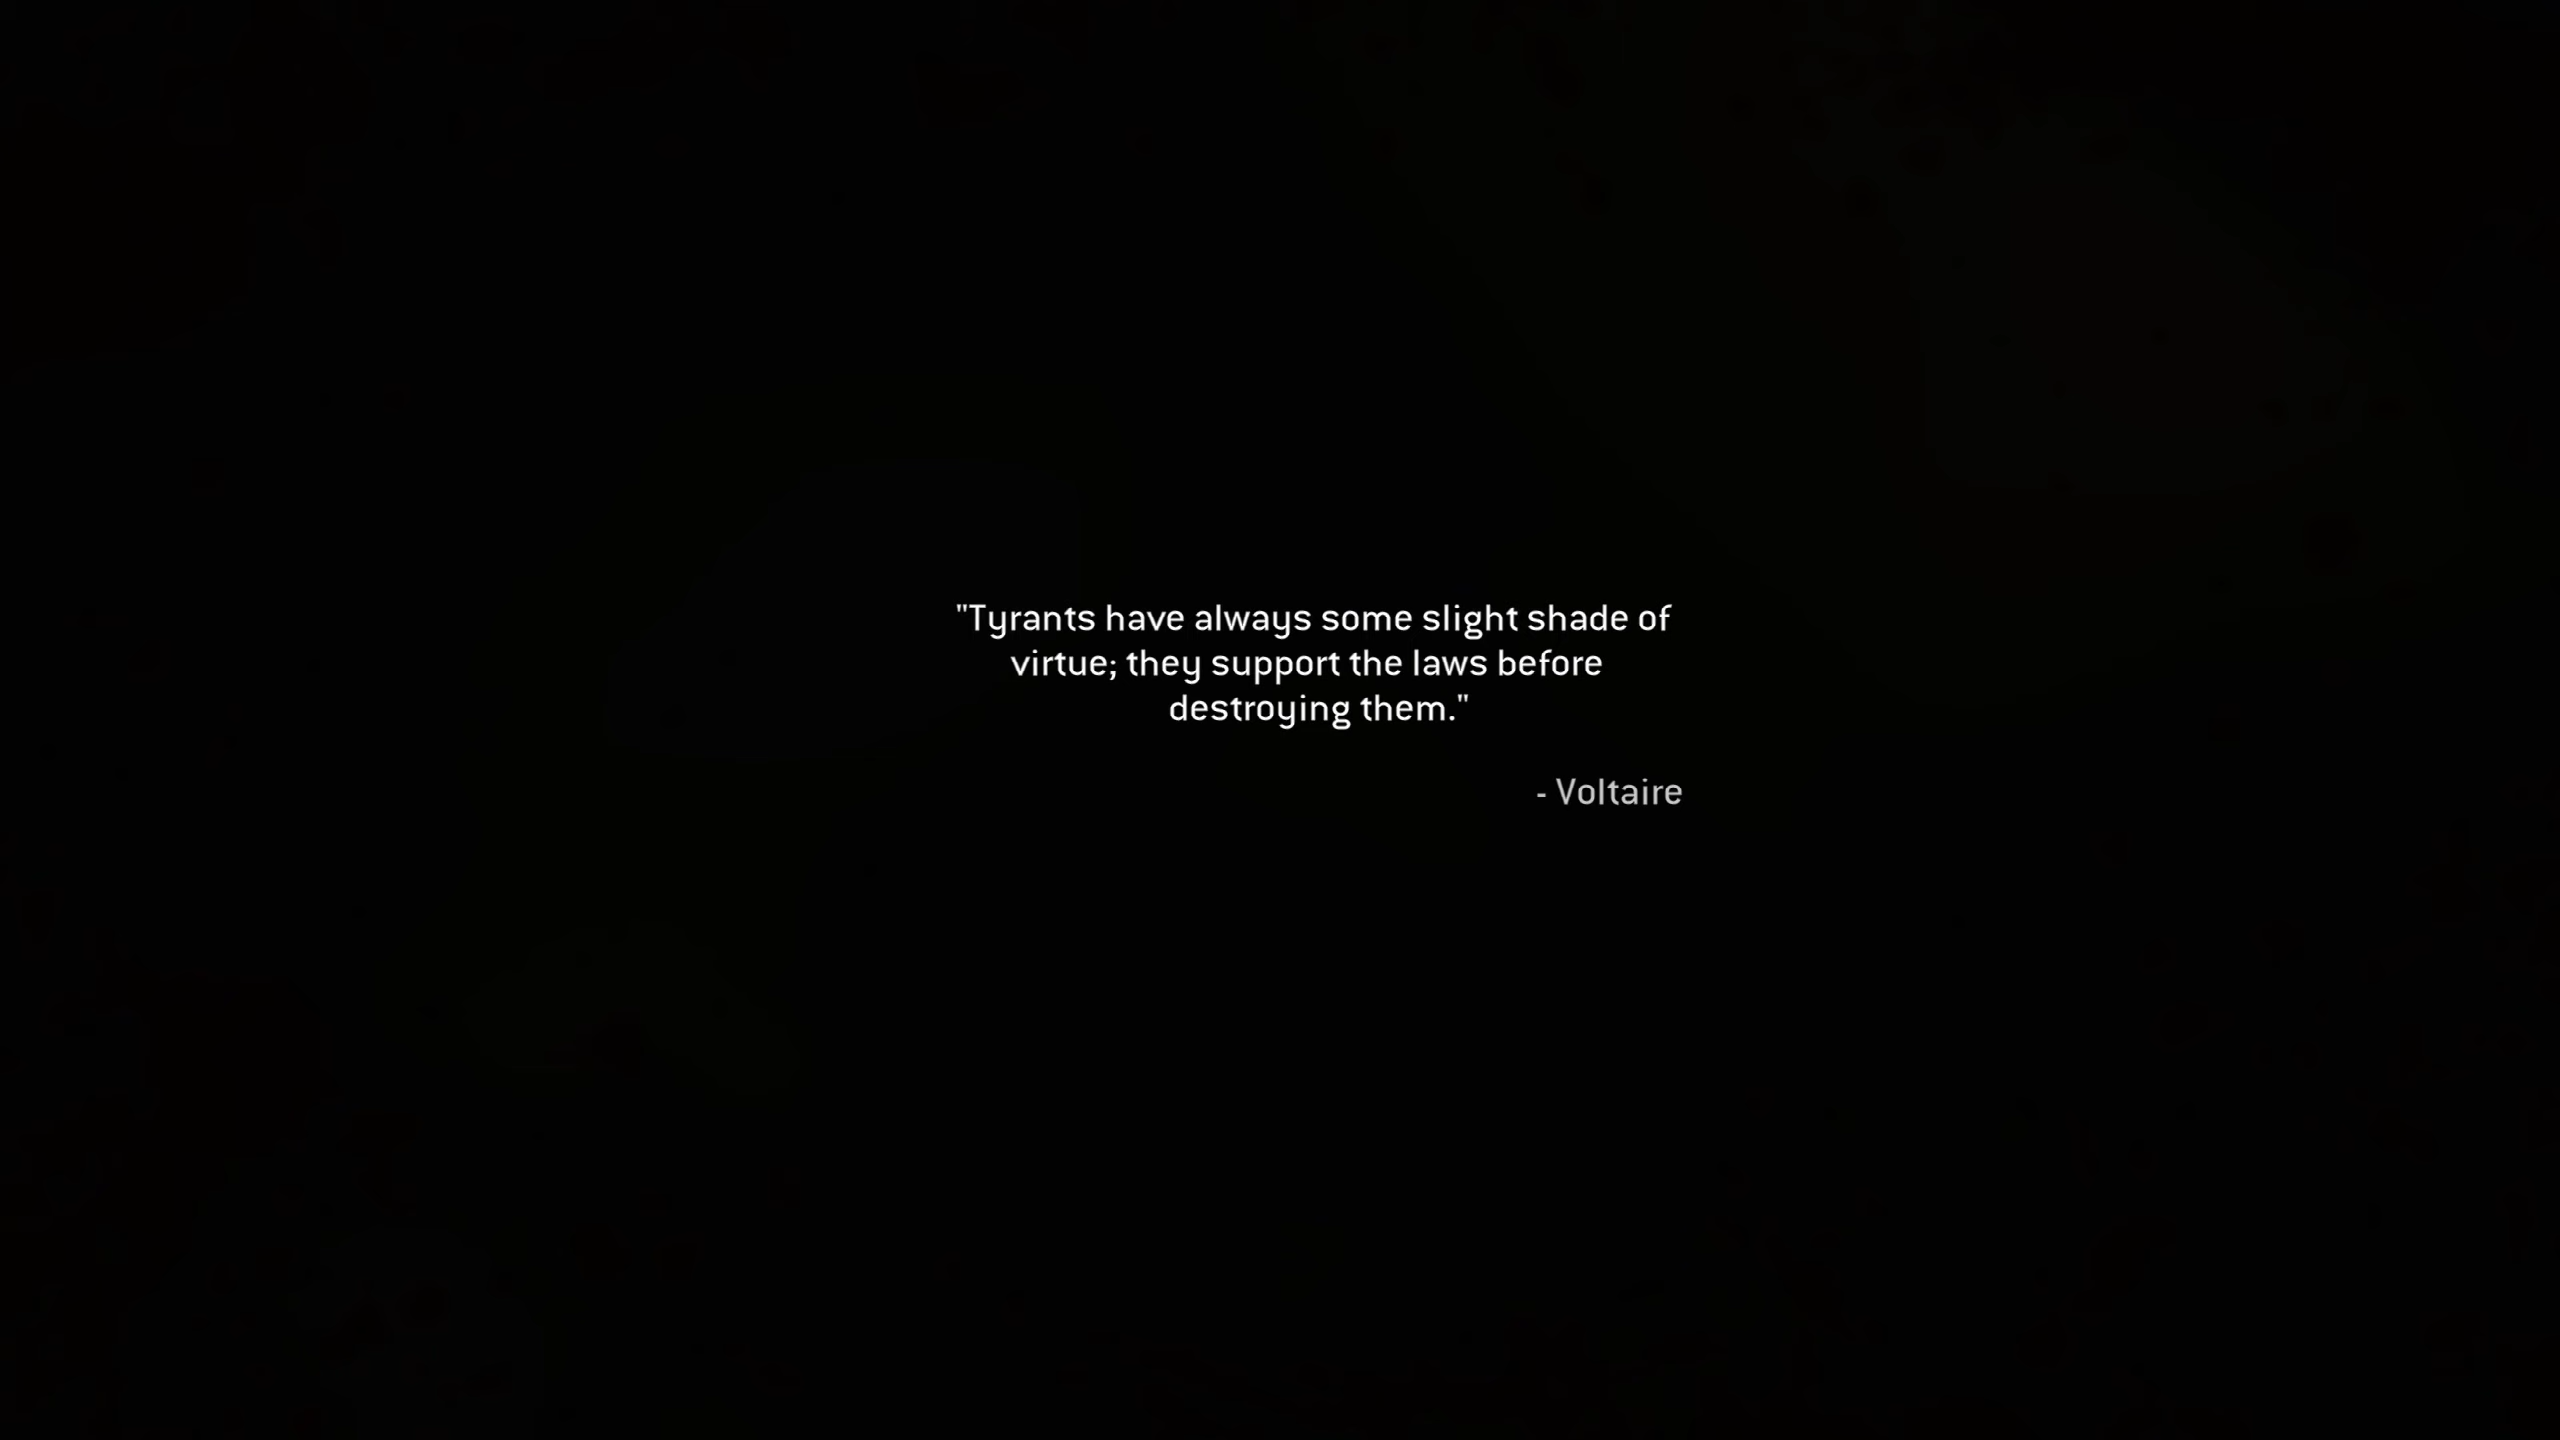 "Tyrants have always some slight shade of
virtue; they support the laws before
destroying them."
- Voltaire